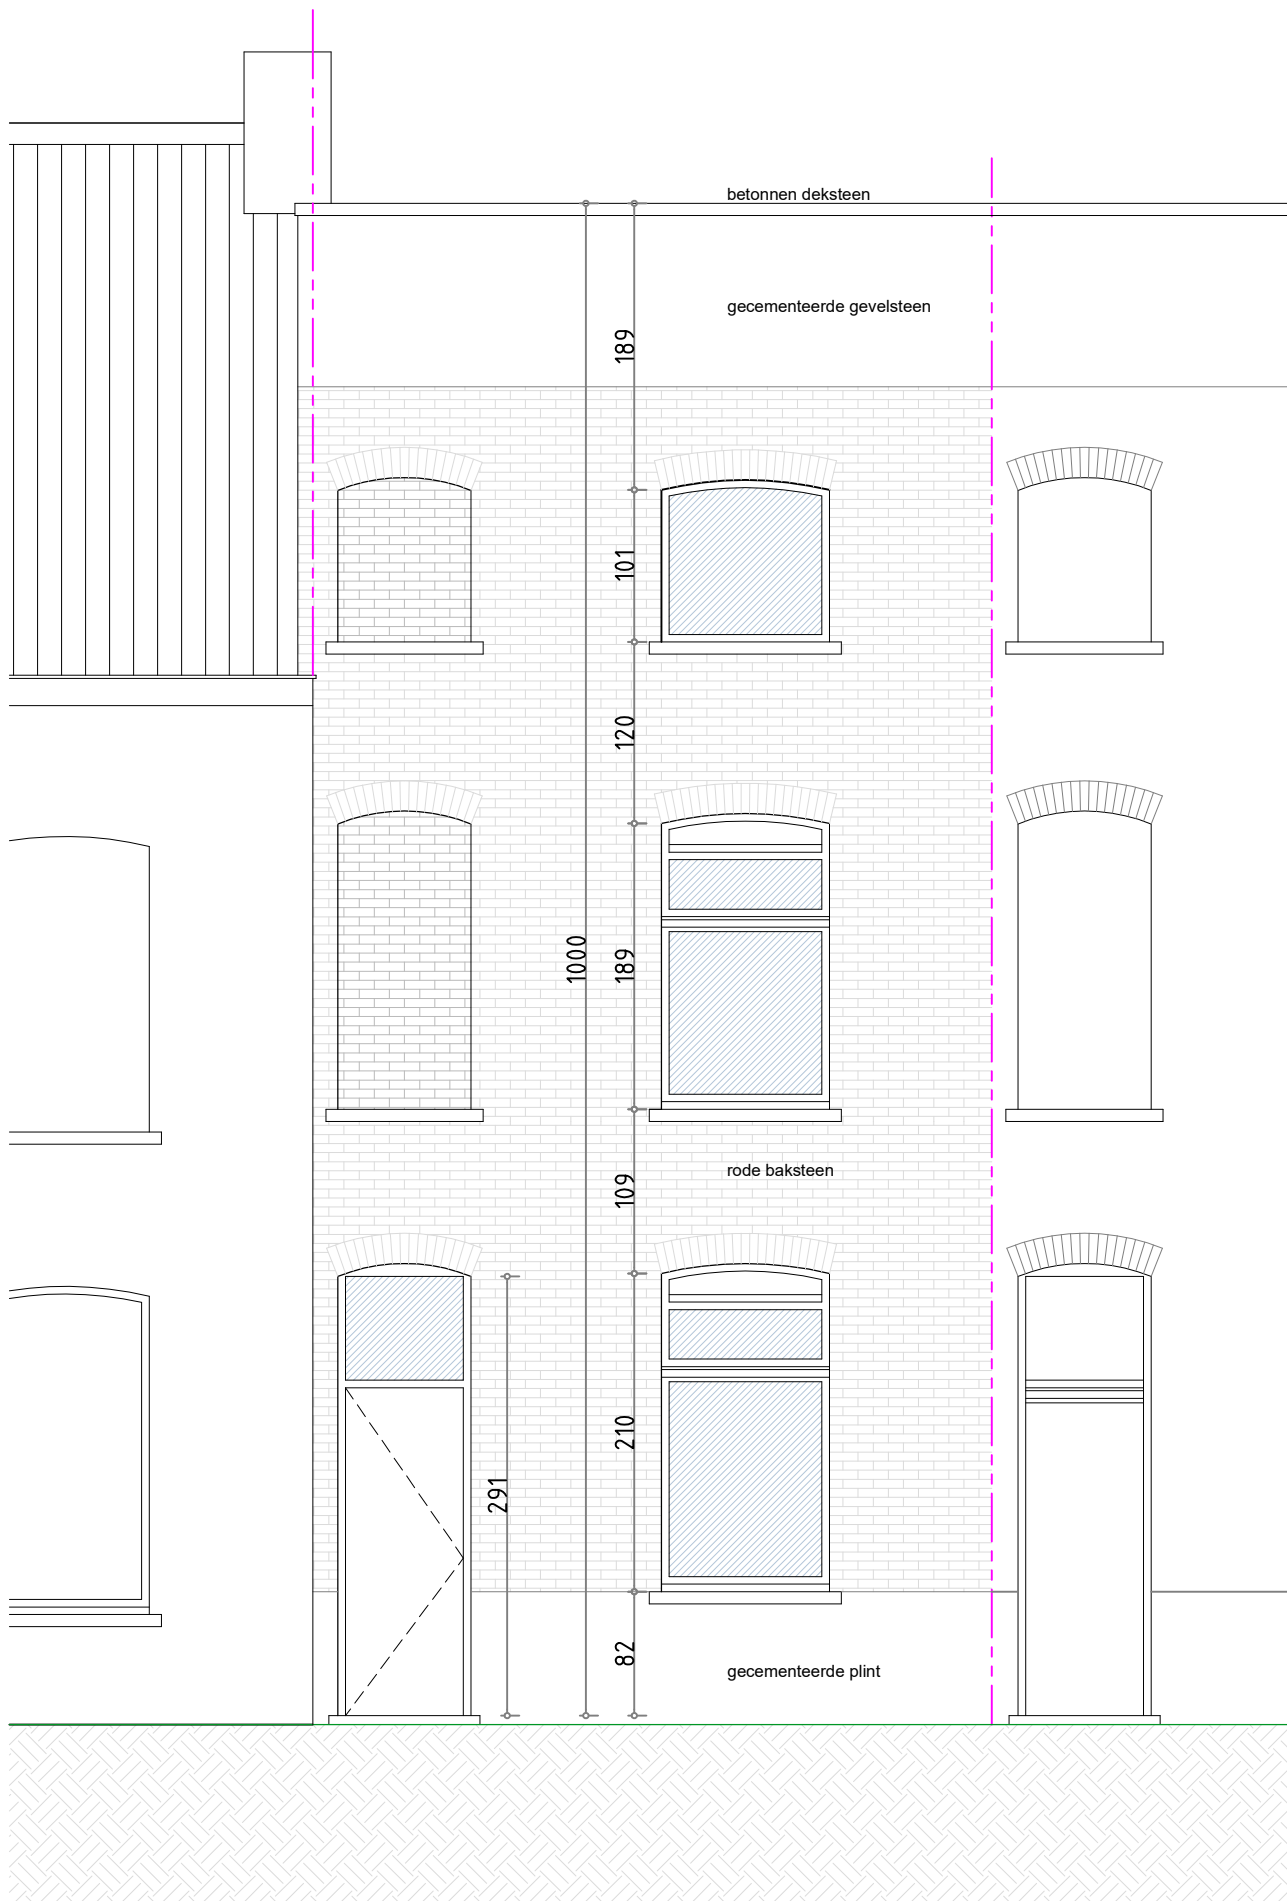 betonnen deksteen
gecementeerde gevelsteen
189
101
120
1000
189
rode baksteen
109
210
291
82
gecementeerde plint